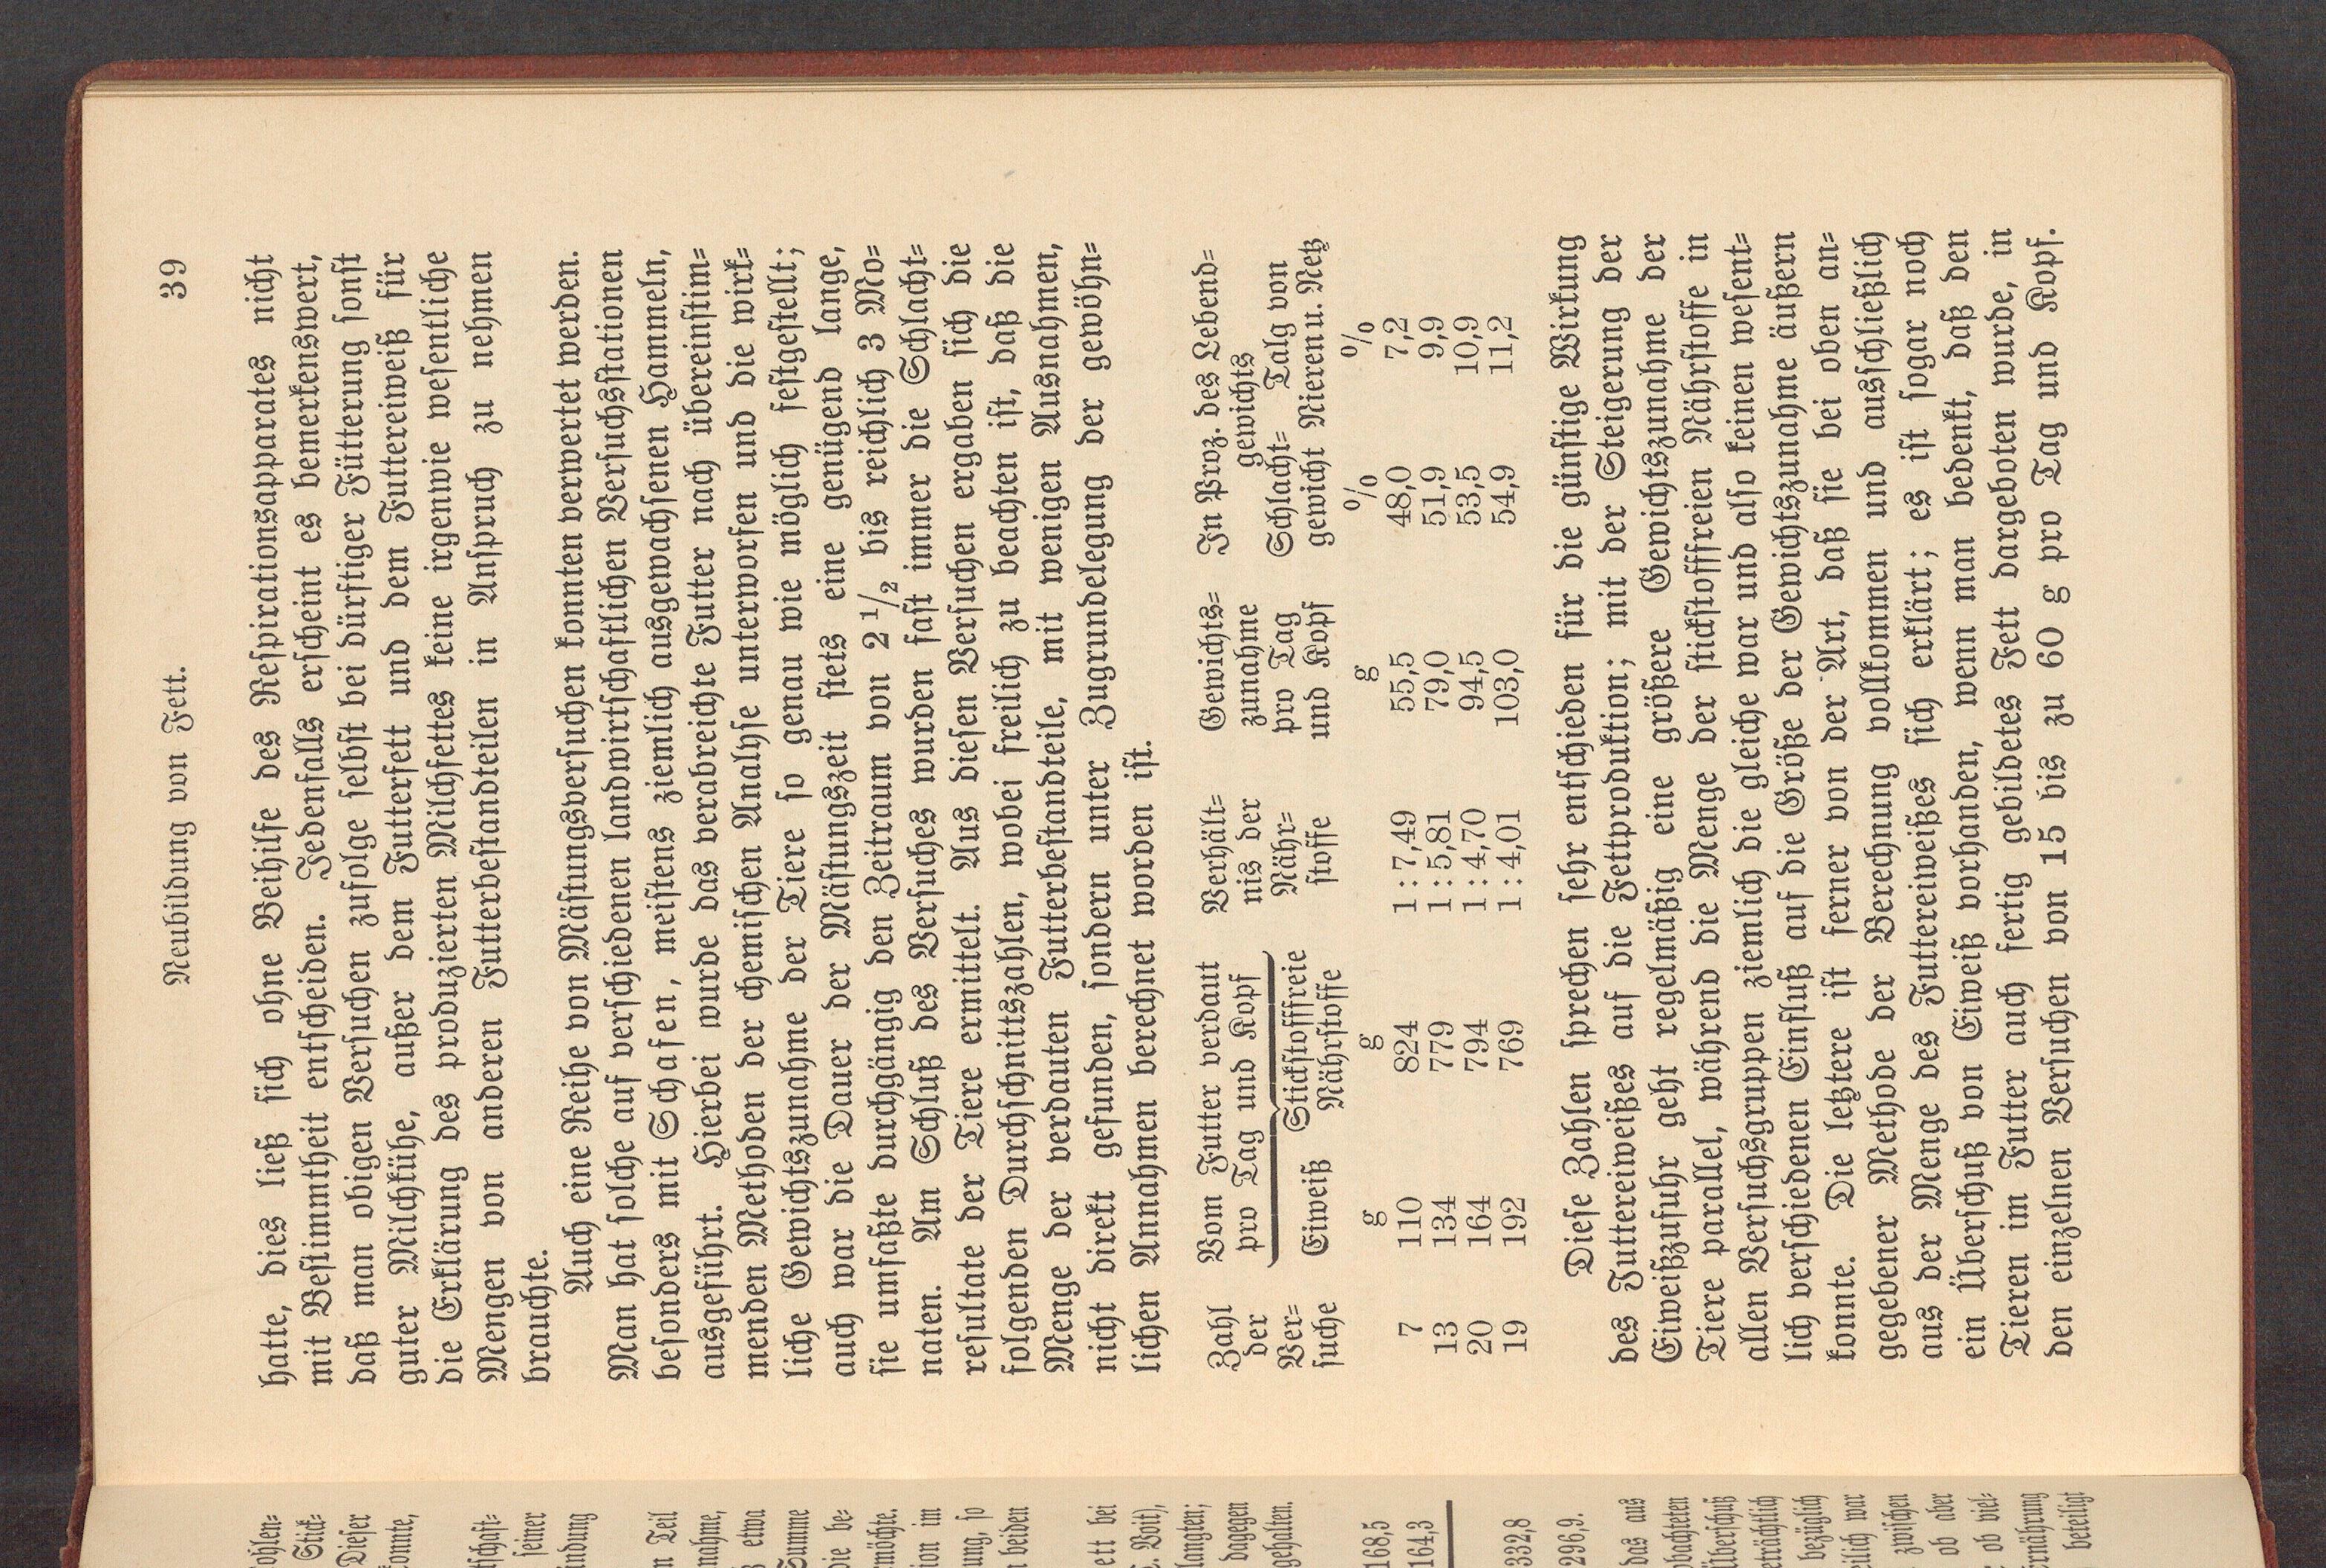 Neubildung von Fett. 39
hatte, dies ließ sich ohne Beihilfe des Respirationsapparates nicht
mit Bestimmtheit entscheiden. Jedenfalls erscheint es bemerkenswert,
daß man obigen Versuchen zufolge selbst bei dürftiger Fütterung sonst
guter Milchkühe, außer dem Futterfett und dem Futtereiweiß für
die Erklärung des produzierten Milchfettes keine irgenwie wesentliche
Mengen von anderen Futterbestandteilen in Anspruch zu nehmen
brauchte.
Auch eine Reihe von Mästungsversuchen konnten verwertet werden.
Man hat solche auf verschiedenen landwirtschaftlichen Versuchsstationen
besonders mit Schafen, meistens ziemlich ausgewachsenen Hammeln,
ausgeführt. Hierbei wurde das verabreichte Futter nach übereinstim-
menden Methoden der chemischen Analyse unterworfen und die wirk-
liche Gewichtszunahme der Tiere so genau wie möglich festgestellt;
auch war die Dauer der Mästungszeit stets eine genügend lange,
sie umfaßte durchgängig den Zeitraum von 2 1/2 bis reichlich 3 Mo-
naten. Am Schluß des Versuches wurden fast immer die Schlacht-
resultate der Tiere ermittelt. Aus diesen Versuchen ergaben sich die
folgenden Durchschnittszahlen, wobei freilich zu beachten ist, daß die
Menge der verdauten Futterbestandteile, mit wenigen Ausnahmen,
nicht direkt gefunden, sondern unter Zugrundelegung der gewöhn-
lichen Annahmen berechnet worden ist.
Zahl Vom Futter verdaut Verhält- Gewichts- In Proz. des Lebend-
der pro Tag und Kopf nis der zunahme gewichts
Ver- Eiweiß Stickstofffreie Nähr- pro Tag Schlacht- Talg von
suche Nährstoffe stoffe und Kopf gewicht Nieren u. Netz
g g g % %
7 110 824 1 : 7,49 55,5 48,0 7,2
13 134 779 1 : 5,81 79,0 51,9 9,9
20 164 794 1 : 4,70 94,5 53,5 10,9
19 192 769 1 : 4,01 103,0 54,9 11,2
Diese Zahlen sprechen sehr entschieden für die günstige Wirkung
des Juttereiweißes auf die Fettproduktion; mit der Steigerung der
Eiweißzufuhr geht regelmäßig eine größere Gewichtszunahme der
Tiere parallel, während die Menge der stickstofffreien Nährstoffe in
allen Versuchsgruppen ziemlich die gleiche war und also keinen wesent-
lich verschiedenen Einfluß auf die Größe der Gewichtszunahme äußern
konnte. Die letztere ist ferner von der Art, daß sie bei oben an-
gegebener Methode der Berechnung vollkommen und ausschließlich
aus der Menge des Futtereiweißes sich erklärt; es ist sogar noch
ein Überschuß von Eiweiß vorhanden, wenn man bedenkt, daß den
Tieren im Futter auch fertig gebildetes Fett dargeboten wurde, in
den einzelnen Versuchen von 15 bis zu 60 g pro Tag und Kopf.